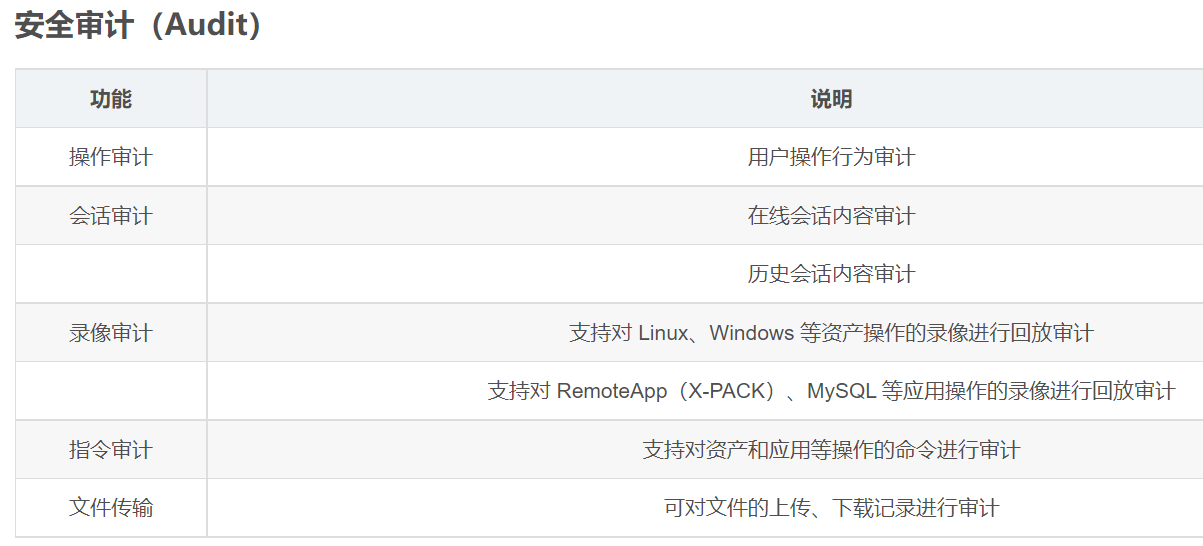 安全审计（Audit）
功能 说明
操作审计 用户操作行为审计
会话审计 在线会话内容审计
历史会话内容审计
录像审计 支持对 Linux、Windows 等资产操作的录像进行回放审计
支持对 RemoteApp（X-PACK）、MySQL 等应用操作的录像进行回放审计
指令审计 支持对资产和应用等操作的命令进行审计
文件传输 可对文件的上传、下载记录进行审计